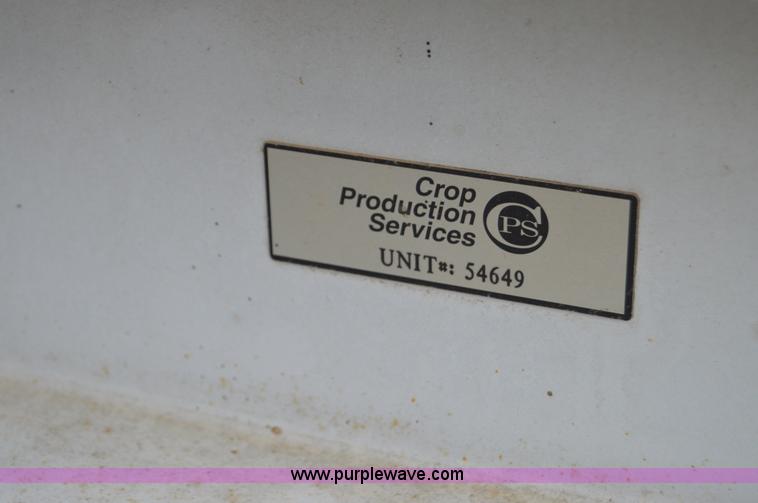 Crop
Production
Services
CPS
UNIT#: 54649
www.purplewave.com